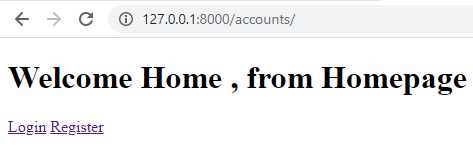 127.0.0.1:8000/accounts/
Welcome Home , from Homepage
Login Register